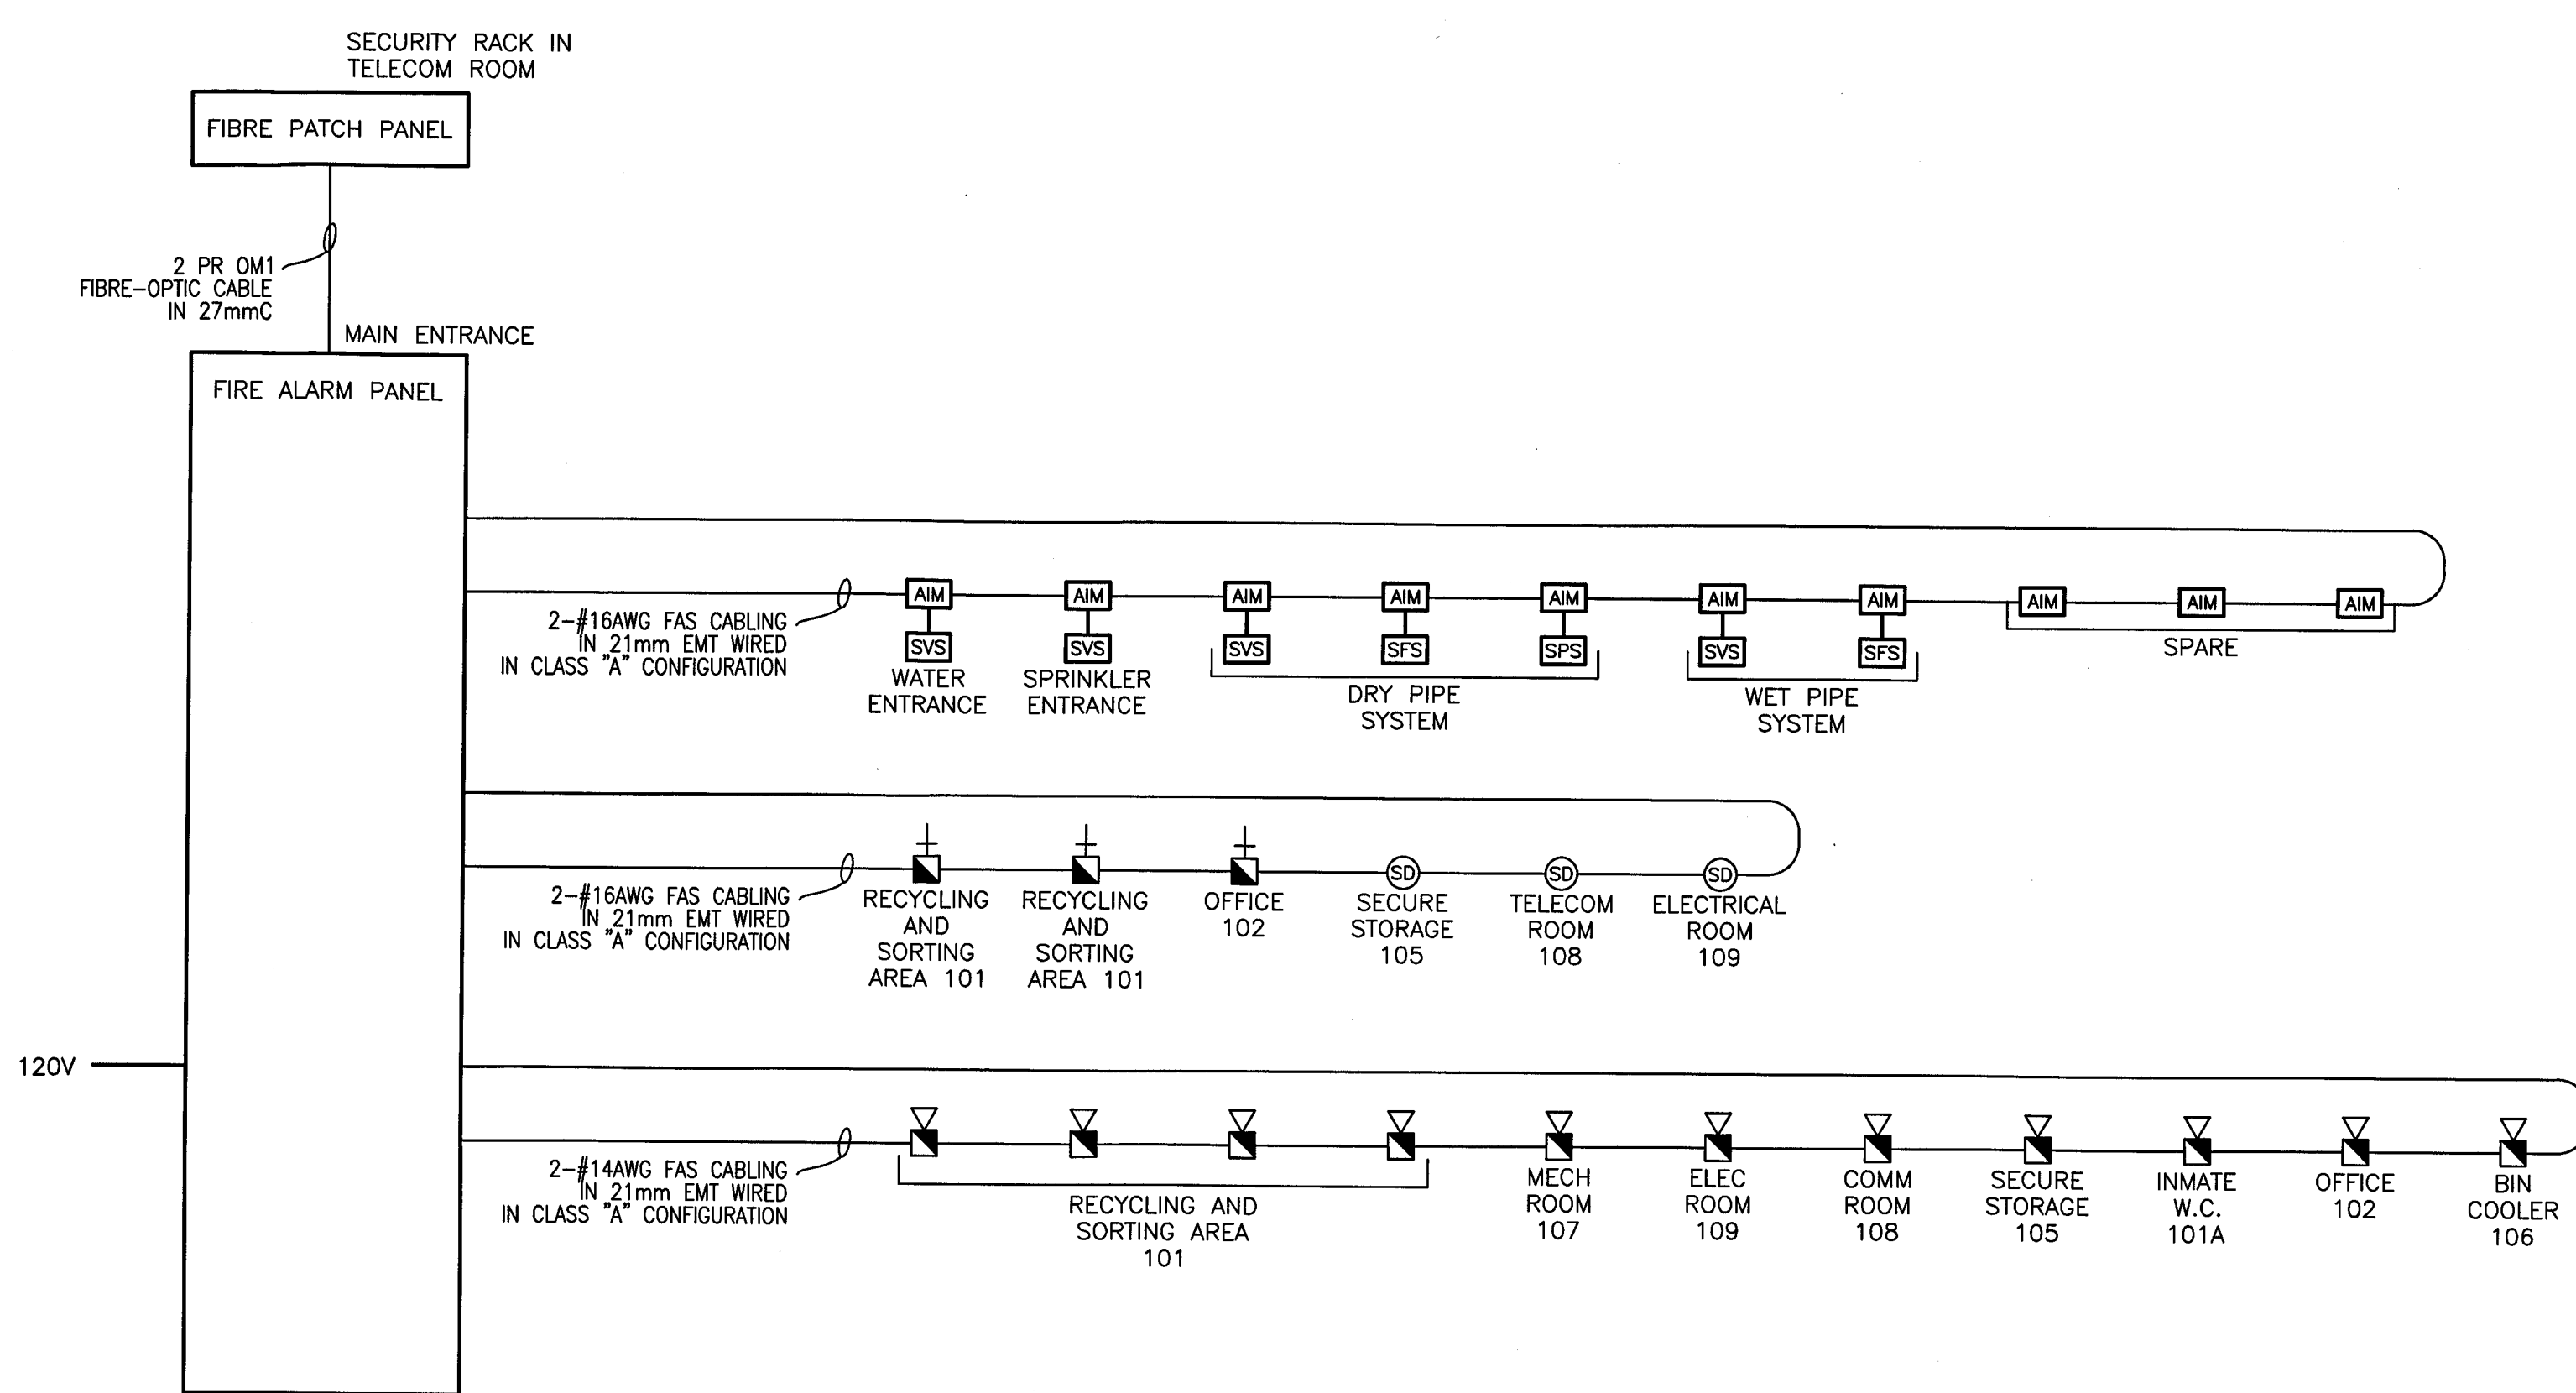 SECURITY RACK IN
TELECOM ROOM
FIBRE PATCH PANEL
2 PR OM1
FIBRE-OPTIC CABLE
IN 27mmC
MAIN ENTRANCE
FIRE ALARM PANEL
120V
2-#16AWG FAS CABLING
IN 21mm EMT WIRED
IN CLASS "A" CONFIGURATION
AIM AIM AIM AIM AIM AIM AIM AIM AIM AIM
SVS SVS SVS SFS SPS SVS SFS
WATER
ENTRANCE
SPRINKLER
ENTRANCE
DRY PIPE
SYSTEM
WET PIPE
SYSTEM
SPARE
2-#16AWG FAS CABLING
IN 21mm EMT WIRED
IN CLASS "A" CONFIGURATION
SD SD SD
RECYCLING
AND
SORTING
AREA 101
RECYCLING
AND
SORTING
AREA 101
OFFICE
102
SECURE
STORAGE
105
TELECOM
ROOM
108
ELECTRICAL
ROOM
109
2-#14AWG FAS CABLING
IN 21mm EMT WIRED
IN CLASS "A" CONFIGURATION
RECYCLING AND
SORTING AREA
101
MECH
ROOM
107
ELEC
ROOM
109
COMM
ROOM
108
SECURE
STORAGE
105
INMATE
W.C.
101A
OFFICE
102
BIN
COOLER
106